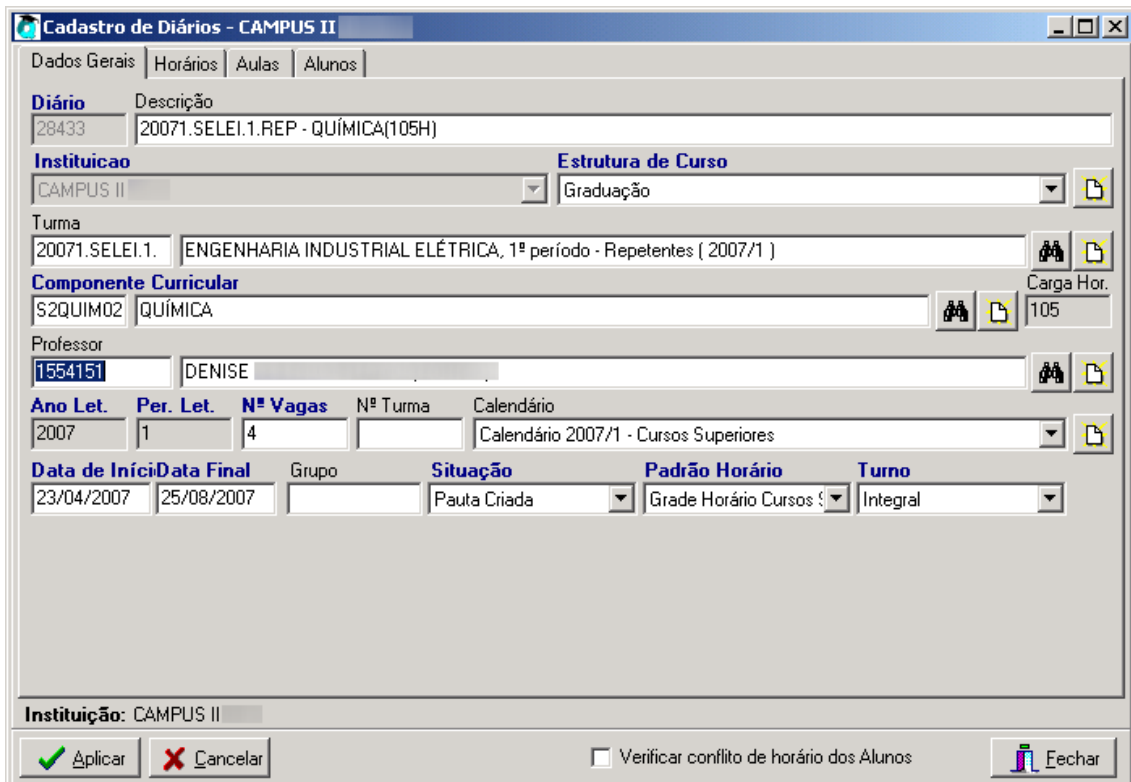 Cadastro de Diários - CAMPUS II
Dados Gerais Horários Aulas Alunos
Diário Descrição
28433 20071.SELEI.1.REP - QUÍMICA(105H)
Instituicao Estrutura de Curso
CAMPUS II Graduação
Turma
20071.SELEI.1. ENGENHARIA INDUSTRIAL ELÉTRICA, 1º período - Repetentes ( 2007/1 )
Componente Curricular Carga Hor.
S2QUIM02 QUÍMICA 105
Professor
1554151 DENISE
Ano Let. Per. Let. Nº Vagas Nº Turma Calendário
2007 1 4 Calendário 2007/1 - Cursos Superiores
Data de Iníci Data Final Grupo Situação Padrão Horário Turno
23/04/2007 25/08/2007 Pauta Criada Grade Horário Cursos Integral
Instituição: CAMPUS II
Aplicar Cancelar Verificar conflito de horário dos Alunos Fechar